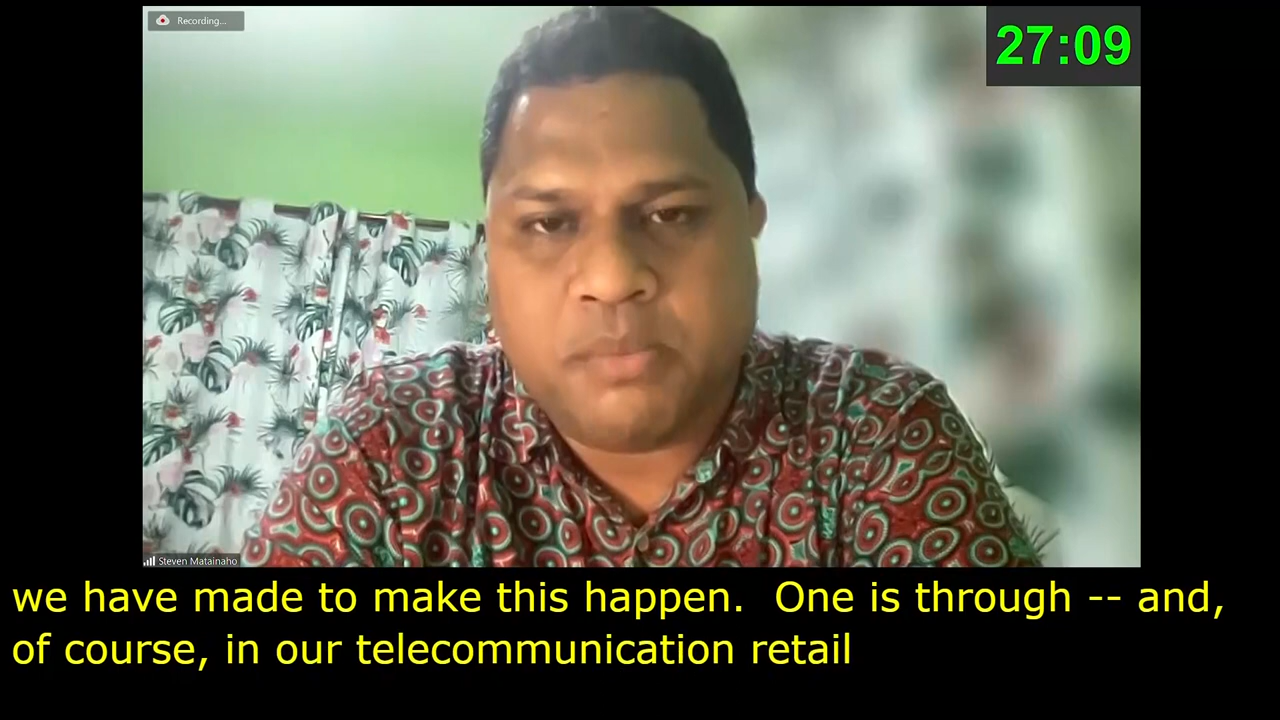 Recording...
27:09
Steven Matainaho
we have made to make this happen.  One is through -- and,
of course, in our telecommunication retail